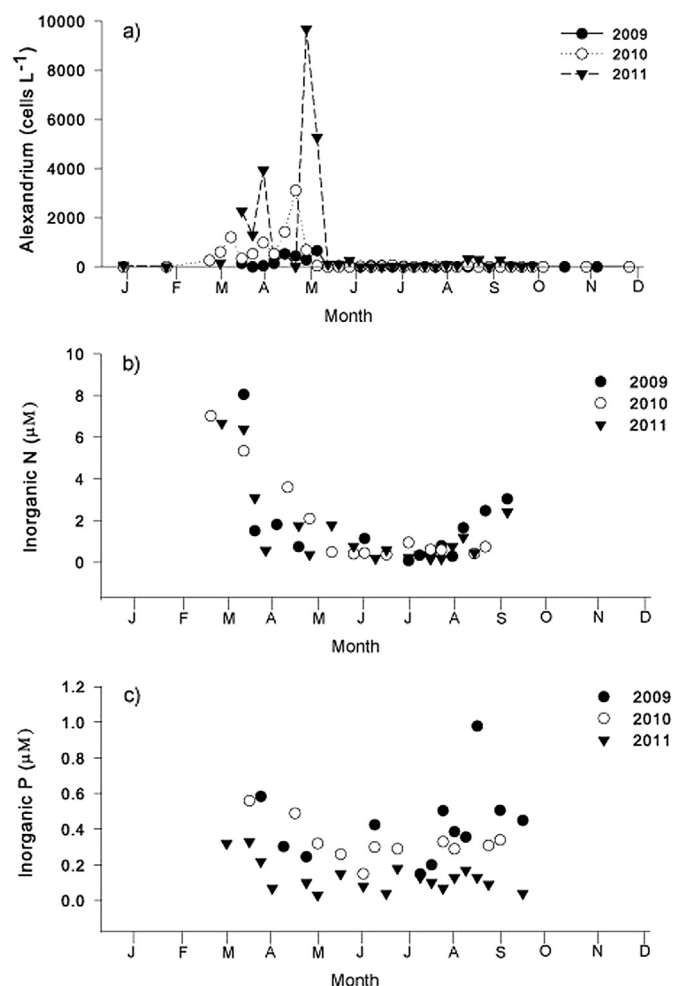 a)
2009
2010
2011
Alexandrium (cells L⁻¹)
10000
8000
6000
4000
2000
0
J F M A M J J A S O N D
Month
b)
2009
2010
2011
Inorganic N (μM)
10
8
6
4
2
0
J F M A M J J A S O N D
Month
c)
2009
2010
2011
Inorganic P (μM)
1.2
1.0
0.8
0.6
0.4
0.2
0.0
J F M A M J J A S O N D
Month